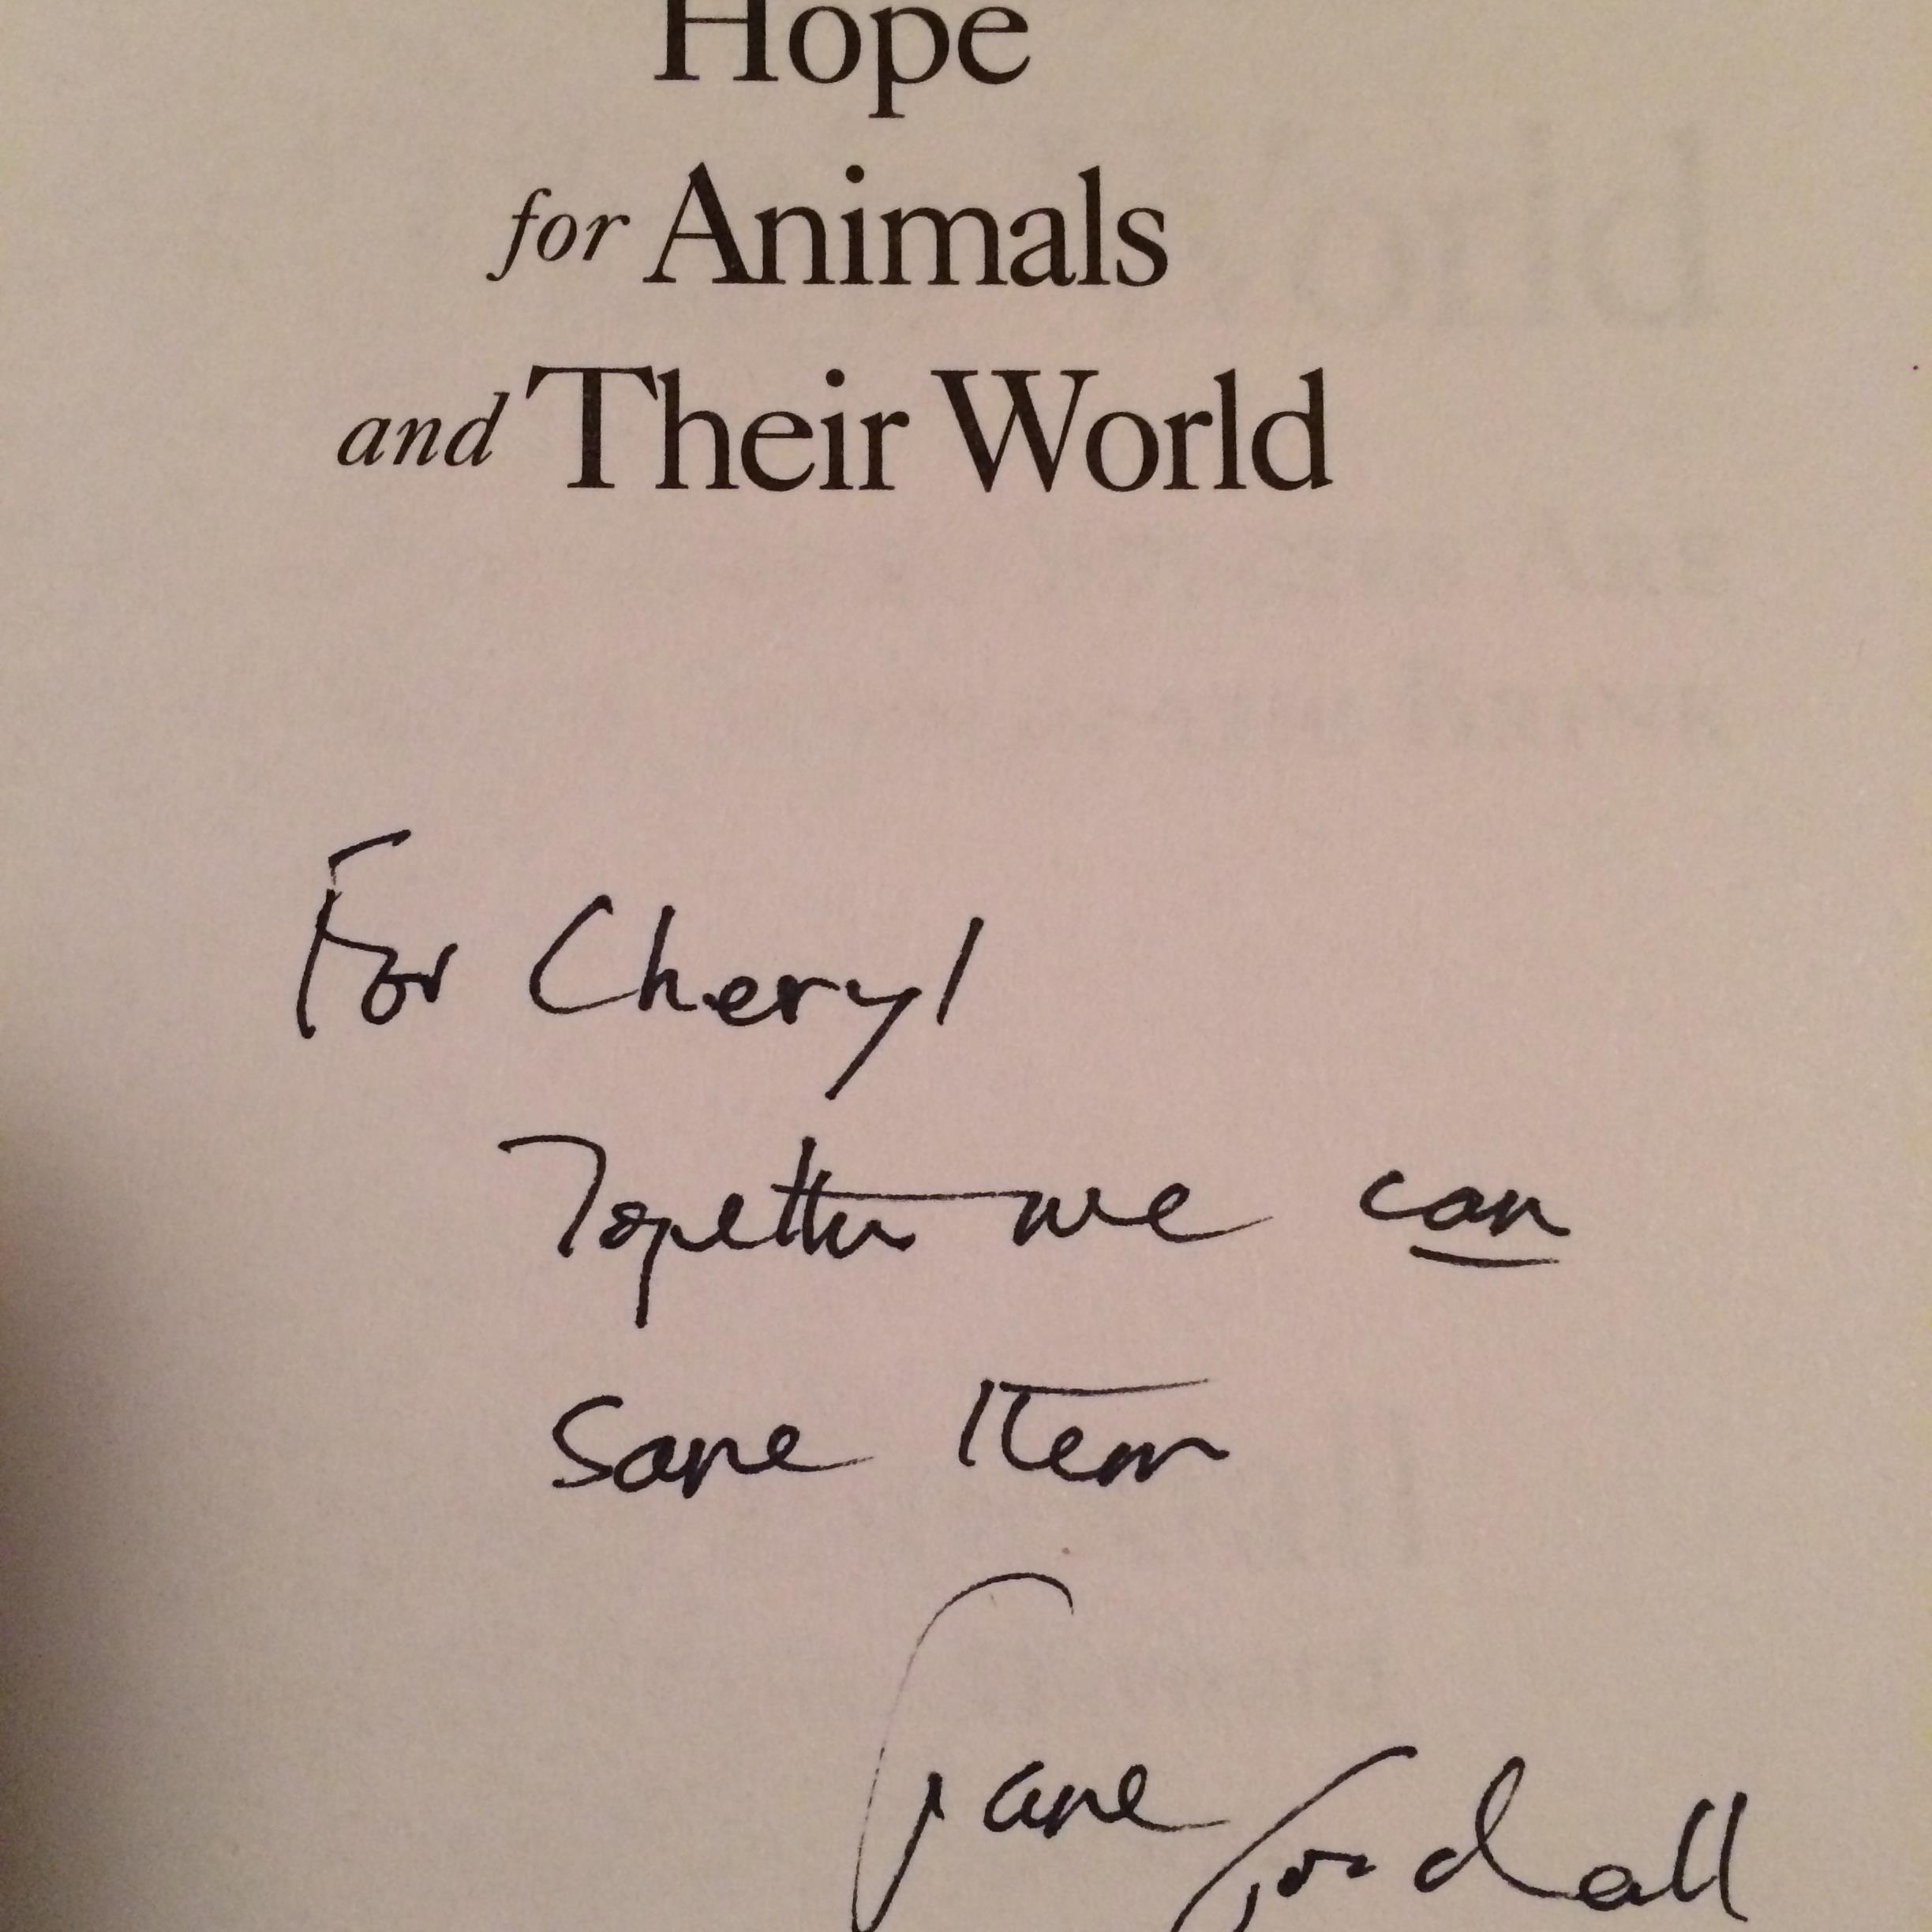 Hope
for Animals
and Their World
For Cheryl
Together we can
save them
Jane Goodall